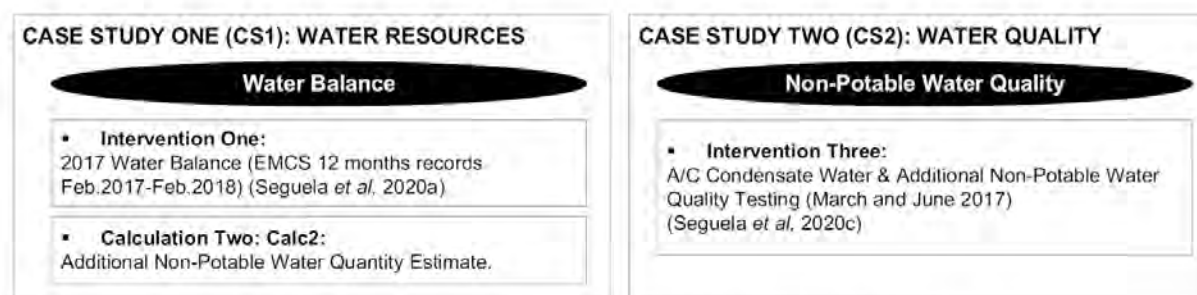 CASE STUDY ONE (CS1): WATER RESOURCES
Water Balance
▪ Intervention One:
2017 Water Balance (EMCS 12 months records
Feb.2017-Feb.2018) (Seguela et al. 2020a)
▪ Calculation Two: Calc2:
Additional Non-Potable Water Quantity Estimate.
CASE STUDY TWO (CS2): WATER QUALITY
Non-Potable Water Quality
▪ Intervention Three:
A/C Condensate Water & Additional Non-Potable Water
Quality Testing (March and June 2017)
(Seguela et al. 2020c)